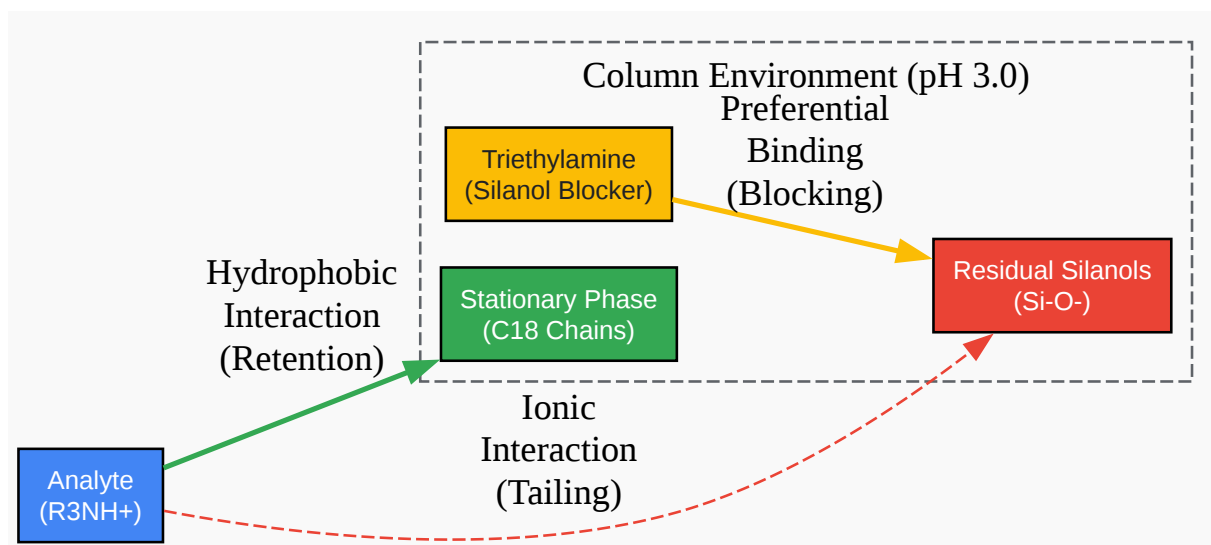 Column Environment (pH 3.0)
Preferential
Binding
(Blocking)
Triethylamine
(Silanol Blocker)
Hydrophobic
Interaction
(Retention)
Stationary Phase
(C18 Chains)
Residual Silanols
(Si-O-)
Ionic
Interaction
(Tailing)
Analyte
(R3NH+)